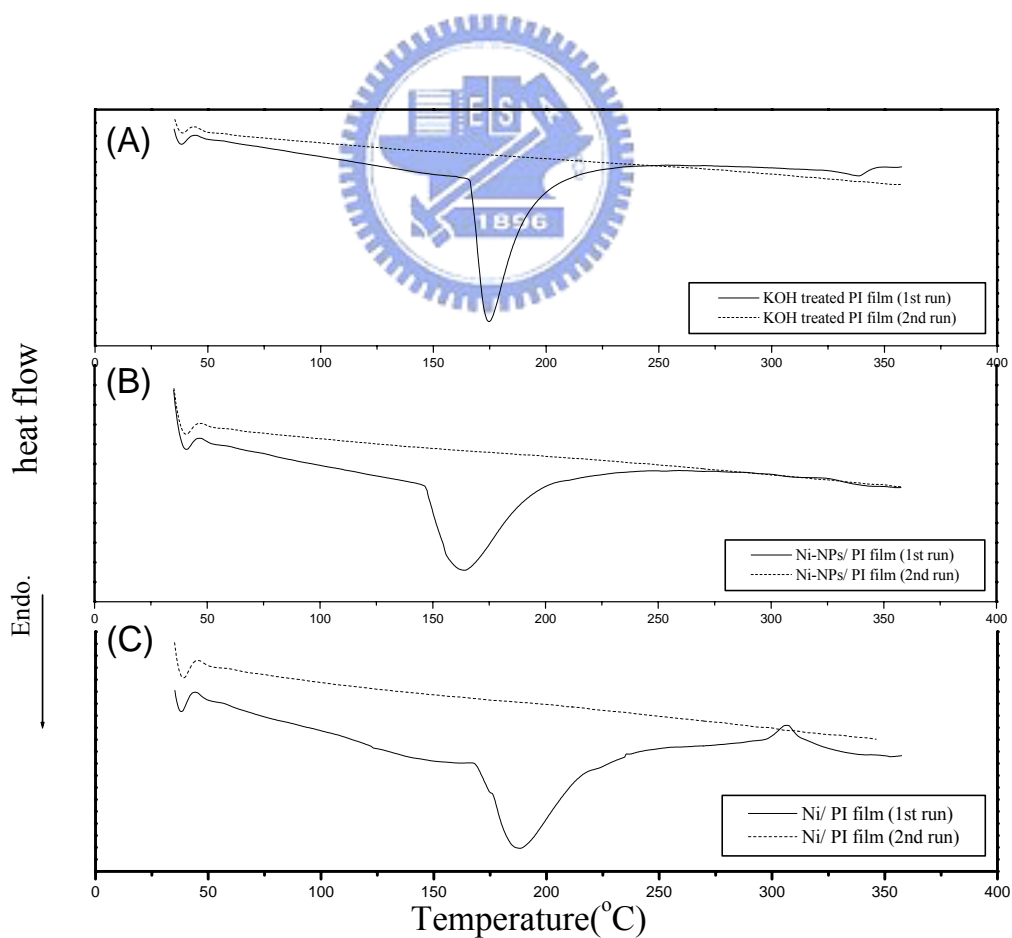 ES
1896
(A)
KOH treated PI film (1st run)
KOH treated PI film (2nd run)
0 50 100 150 200 250 300 350 400
(B)
Ni-NPs/ PI film (1st run)
Ni-NPs/ PI film (2nd run)
0 50 100 150 200 250 300 350 400
(C)
Ni/ PI film (1st run)
Ni/ PI film (2nd run)
0 50 100 150 200 250 300 350 400
Temperature(°C)
heat flow
Endo.